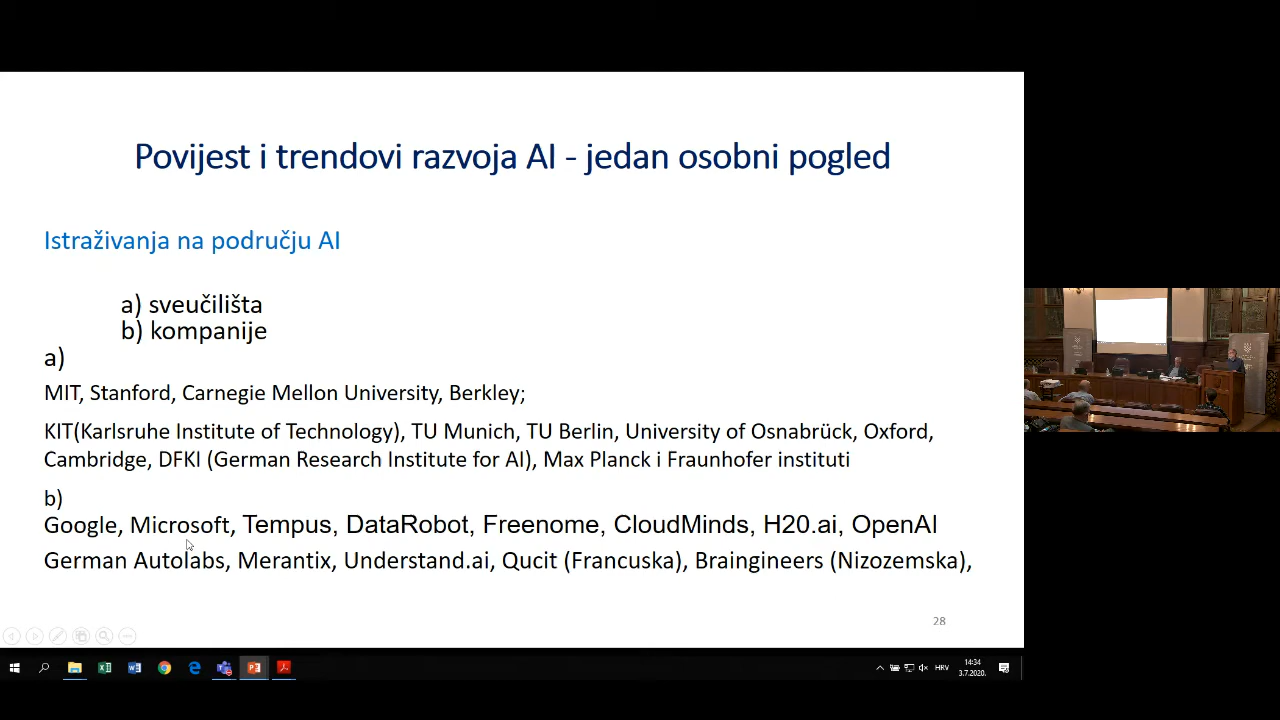 Povijest i trendovi razvoja AI - jedan osobni pogled
Istraživanja na području AI
a) sveučilišta
b) kompanije
a)
MIT, Stanford, Carnegie Mellon University, Berkley;
KIT(Karlsruhe Institute of Technology), TU Munich, TU Berlin, University of Osnabrück, Oxford,
Cambridge, DFKI (German Research Institute for AI), Max Planck i Fraunhofer instituti
b)
Google, Microsoft, Tempus, DataRobot, Freenome, CloudMinds, H20.ai, OpenAI
German Autolabs, Merantix, Understand.ai, Qucit (Francuska), Braingineers (Nizozemska),
28
HRV
14:34
3.7.2020.